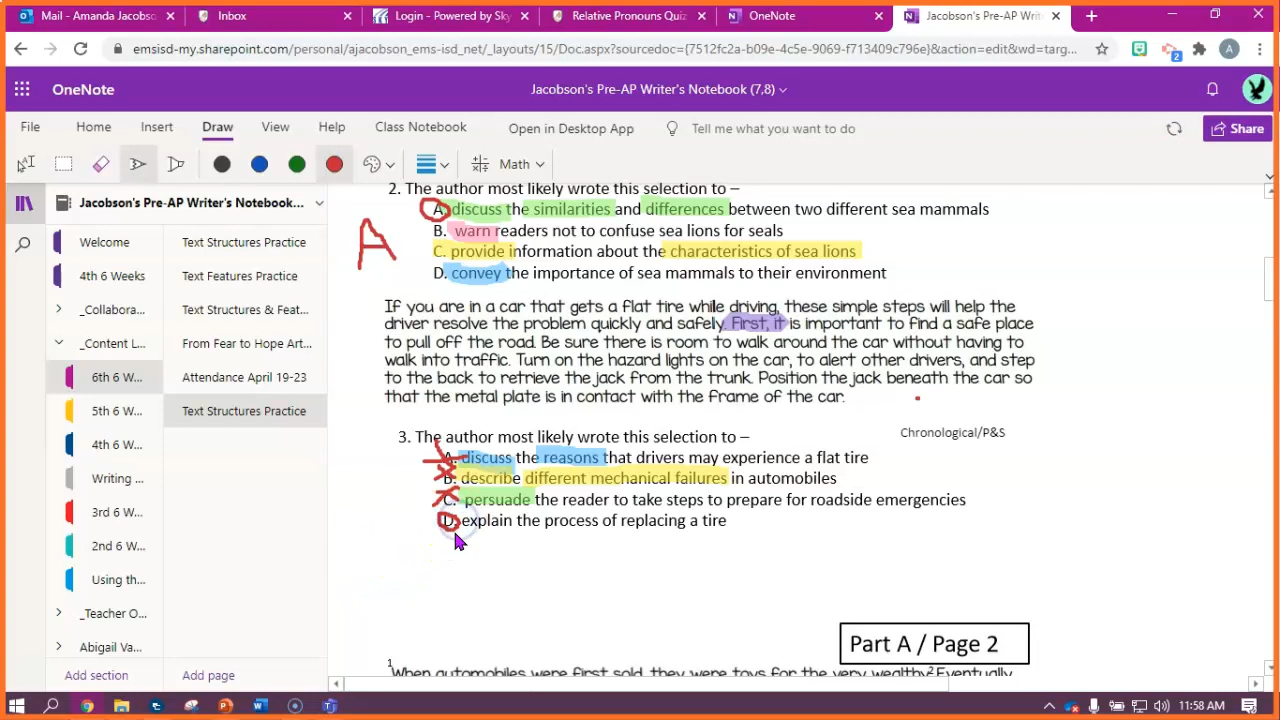 Mail - Amanda Jacobso
Inbox
Login - Powered by Sky
Relative Pronouns Quiz
OneNote
Jacobson's Pre-AP Writ
emsisd-my.sharepoint.com/personal/ajacobson_ems-isd_net/_layouts/15/Doc.aspx?sourcedoc={7512fc2a-b09e-4c5e-9069-f713409c796e}&action=edit&wd=targ...
2
A
OneNote
Jacobson's Pre-AP Writer's Notebook (7,8)
File
Home
Insert
Draw
View
Help
Class Notebook
Open in Desktop App
Tell me what you want to do
Share
Math
Jacobson's Pre-AP Writer's Notebook...
Welcome
4th 6 Weeks
_Collabora...
_Content L...
6th 6 W...
5th 6 W...
4th 6 W...
Writing ...
3rd 6 W...
2nd 6 W...
Using th...
_Teacher O...
Abigail Va...
Add section
Text Structures Practice
Text Features Practice
Text Structures & Feat...
From Fear to Hope Art...
Attendance April 19-23
Text Structures Practice
Add page
2. The author most likely wrote this selection to –
A. discuss the similarities and differences between two different sea mammals
B. warn readers not to confuse sea lions for seals
C. provide information about the characteristics of sea lions
D. convey the importance of sea mammals to their environment
A
If you are in a car that gets a flat tire while driving, these simple steps will help the
driver resolve the problem quickly and safely. First, it is important to find a safe place
to pull off the road. Be sure there is room to walk around the car without having to
walk into traffic. Turn on the hazard lights on the car, to alert other drivers, and step
to the back to retrieve the jack from the trunk. Position the jack beneath the car so
that the metal plate is in contact with the frame of the car.
Chronological/P&S
3. The author most likely wrote this selection to –
A. discuss the reasons that drivers may experience a flat tire
B. describe different mechanical failures in automobiles
C. persuade the reader to take steps to prepare for roadside emergencies
D. explain the process of replacing a tire
Part A / Page 2
1
When automobiles were first sold, they were toys for the very wealthy.2 Eventually
11:58 AM